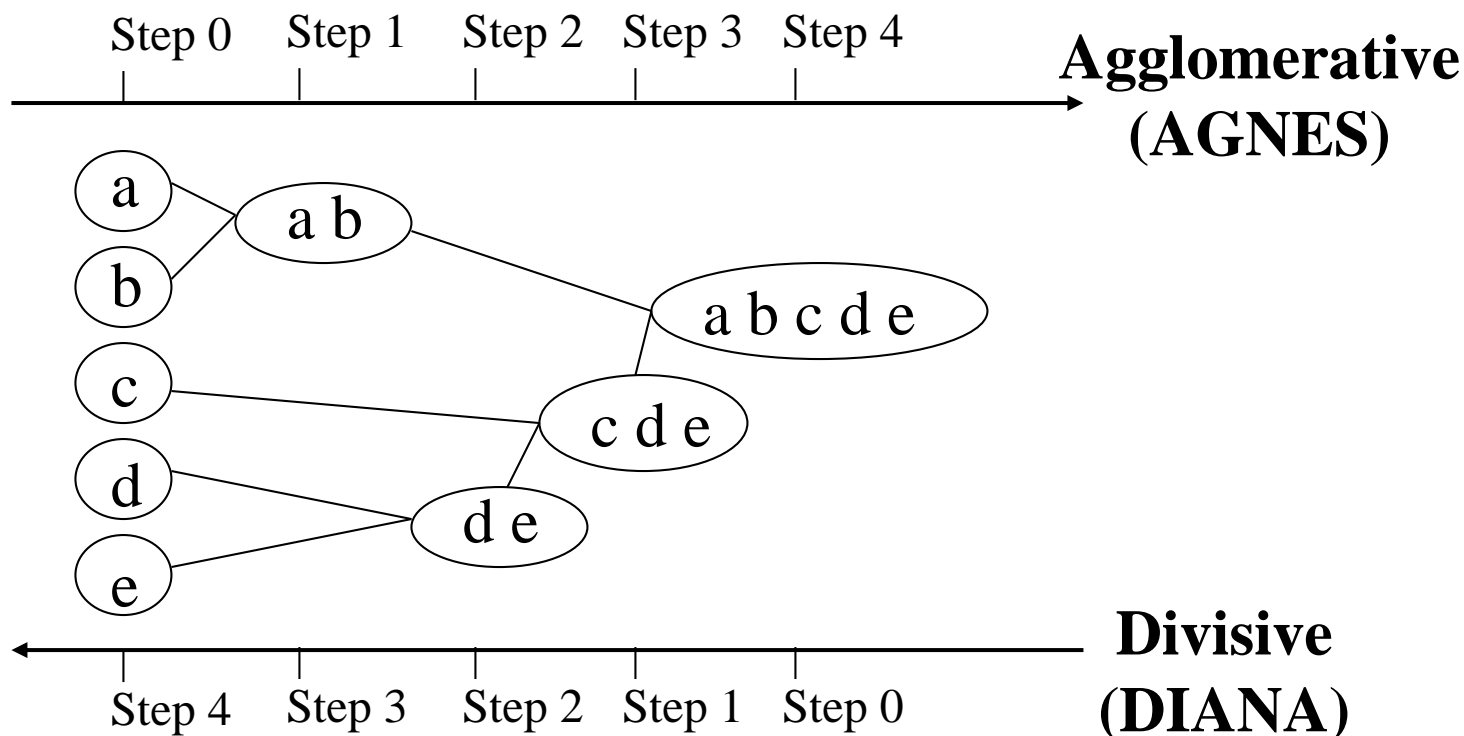 Step 0 Step 1 Step 2 Step 3 Step 4
Agglomerative
(AGNES)
a
a b
b
a b c d e
c
c d e
d
d e
e
Divisive
(DIANA)
Step 4 Step 3 Step 2 Step 1 Step 0